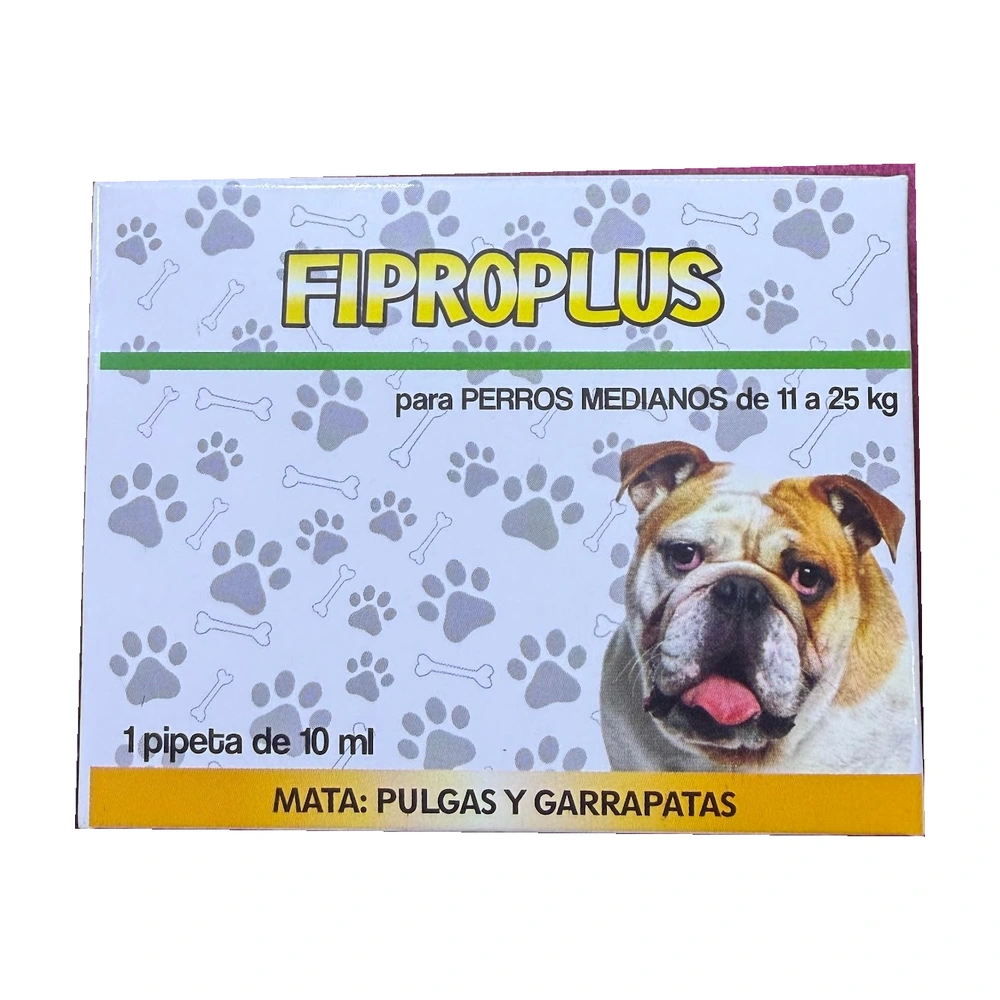 FIPROPLUS
para PERROS MEDIANOS de 11 a 25 kg
1 pipeta de 10 ml
MATA: PULGAS Y GARRAPATAS